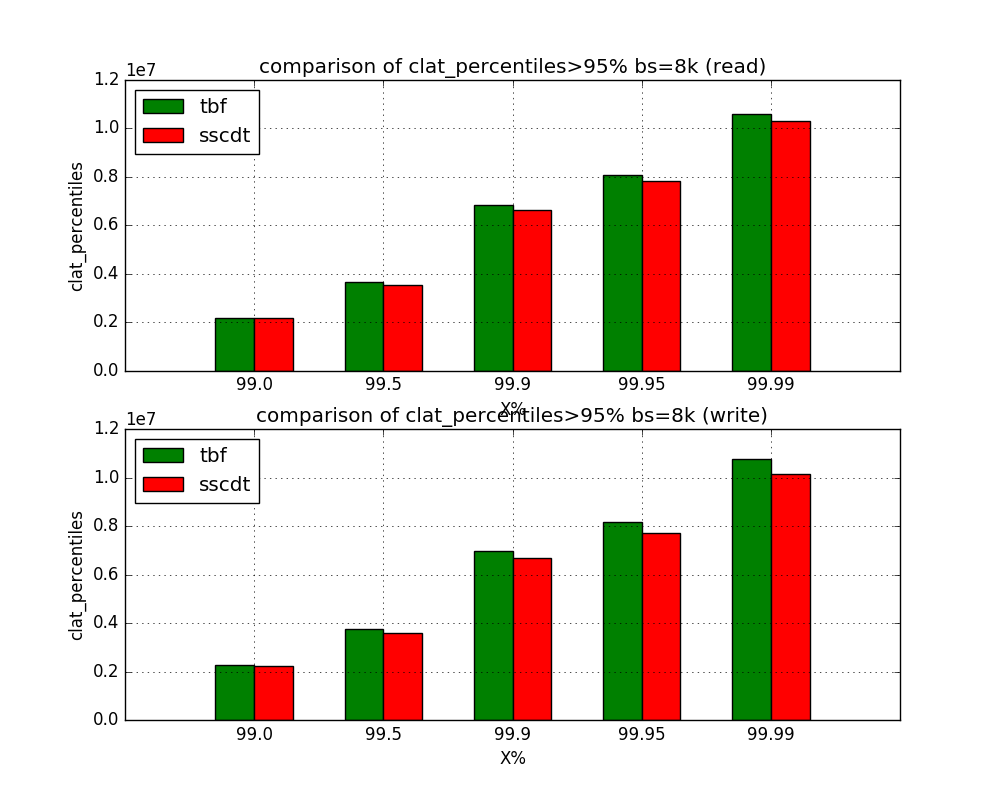 comparison of clat_percentiles>95% bs=8k (read)
1e7
1.2
1.0
0.8
0.6
0.4
0.2
0.0
clat_percentiles
tbf
sscdt
99.0 99.5 99.9 99.95 99.99
X%
comparison of clat_percentiles>95% bs=8k (write)
1e7
1.2
1.0
0.8
0.6
0.4
0.2
0.0
clat_percentiles
tbf
sscdt
99.0 99.5 99.9 99.95 99.99
X%